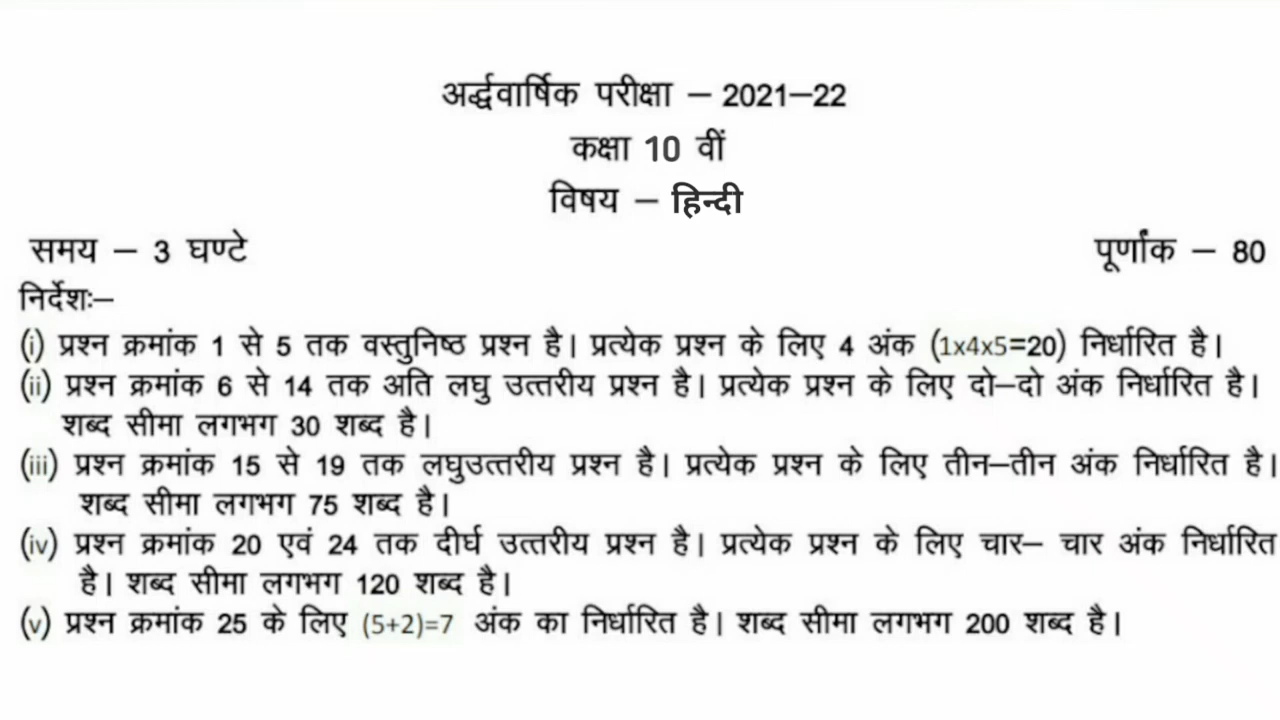 अर्द्धवार्षिक परीक्षा – 2021–22
कक्षा 10 वीं
विषय – हिन्दी
समय – 3 घण्टे पूर्णांक – 80
निर्देशः–
(i) प्रश्न क्रमांक 1 से 5 तक वस्तुनिष्ठ प्रश्न है। प्रत्येक प्रश्न के लिए 4 अंक (1x4x5=20) निर्धारित है।
(ii) प्रश्न क्रमांक 6 से 14 तक अति लघु उत्तरीय प्रश्न है। प्रत्येक प्रश्न के लिए दो–दो अंक निर्धारित है।
शब्द सीमा लगभग 30 शब्द है।
(iii) प्रश्न क्रमांक 15 से 19 तक लघुउत्तरीय प्रश्न है। प्रत्येक प्रश्न के लिए तीन–तीन अंक निर्धारित है।
शब्द सीमा लगभग 75 शब्द है।
(iv) प्रश्न क्रमांक 20 एवं 24 तक दीर्घ उत्तरीय प्रश्न है। प्रत्येक प्रश्न के लिए चार– चार अंक निर्धारित
है। शब्द सीमा लगभग 120 शब्द है।
(v) प्रश्न क्रमांक 25 के लिए (5+2)=7 अंक का निर्धारित है। शब्द सीमा लगभग 200 शब्द है।